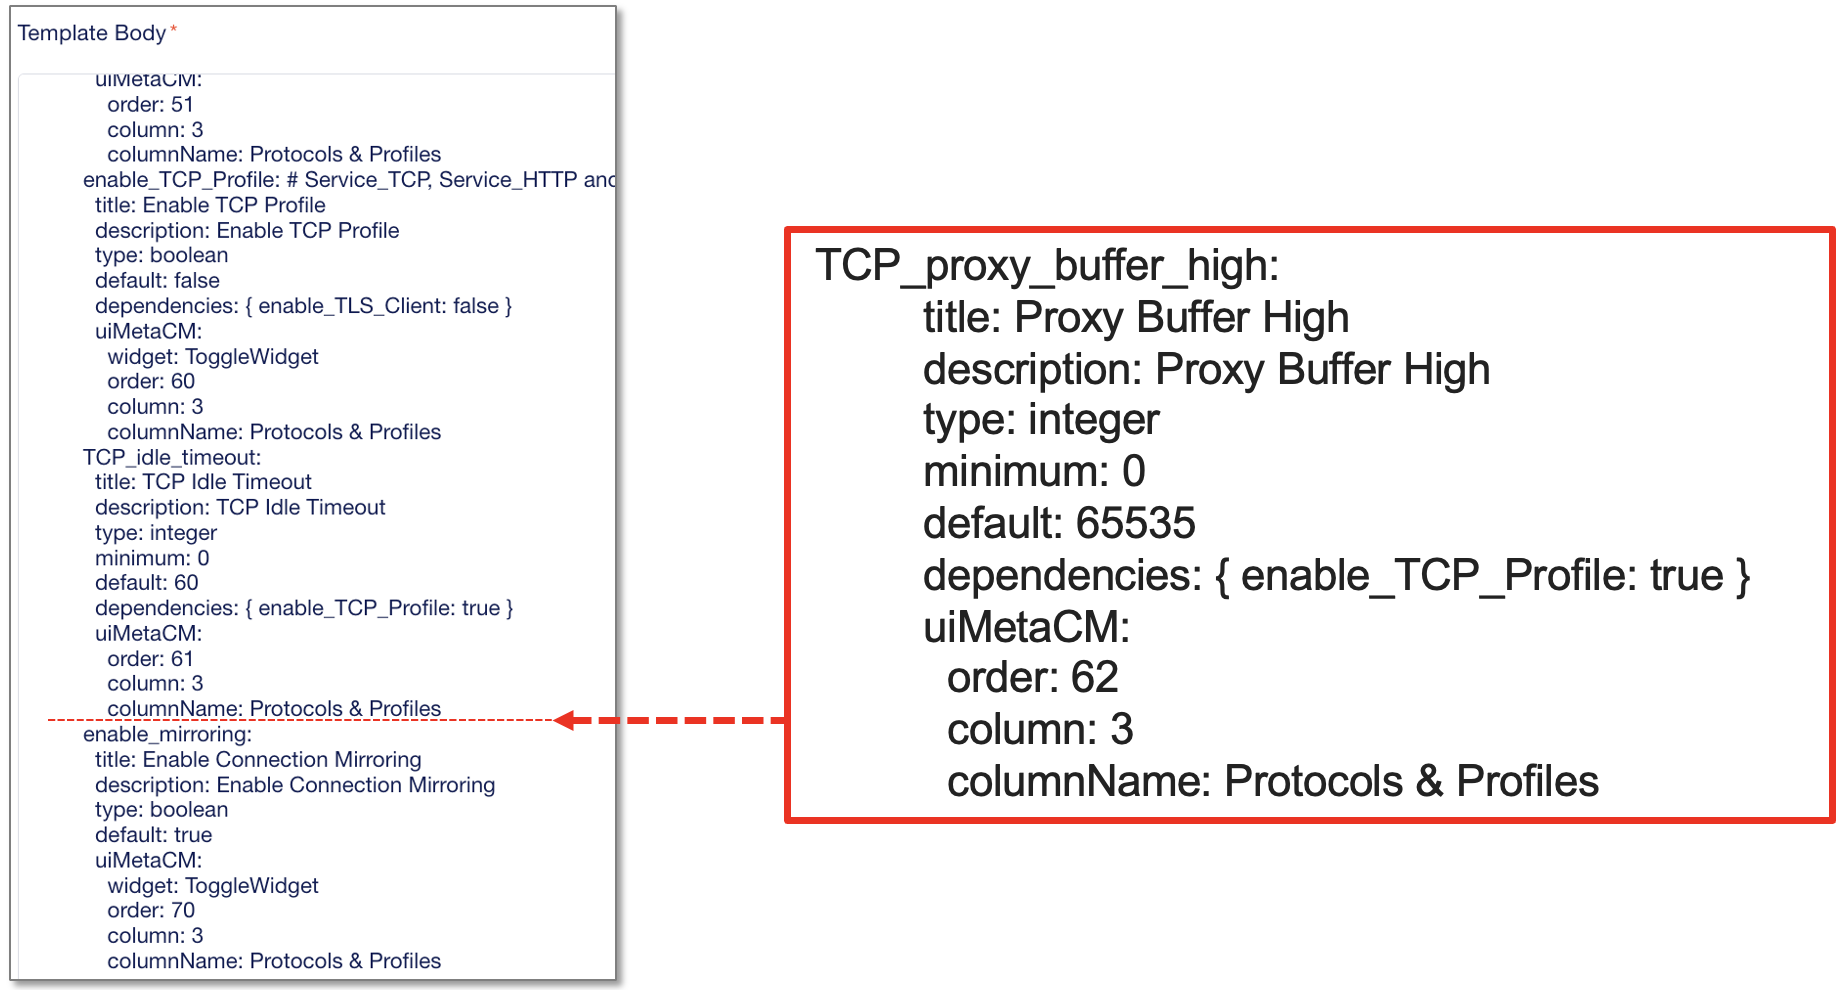 Template Body *
uiMetaCM:
order: 51
column: 3
columnName: Protocols & Profiles
enable_TCP_Profile: # Service_TCP, Service_HTTP and
title: Enable TCP Profile
description: Enable TCP Profile
type: boolean
default: false
dependencies: { enable_TLS_Client: false }
uiMetaCM:
widget: ToggleWidget
order: 60
column: 3
columnName: Protocols & Profiles
TCP_idle_timeout:
title: TCP Idle Timeout
description: TCP Idle Timeout
type: integer
minimum: 0
default: 60
dependencies: { enable_TCP_Profile: true }
uiMetaCM:
order: 61
column: 3
columnName: Protocols & Profiles
enable_mirroring:
title: Enable Connection Mirroring
description: Enable Connection Mirroring
type: boolean
default: true
uiMetaCM:
widget: ToggleWidget
order: 70
column: 3
columnName: Protocols & Profiles
TCP_proxy_buffer_high:
title: Proxy Buffer High
description: Proxy Buffer High
type: integer
minimum: 0
default: 65535
dependencies: { enable_TCP_Profile: true }
uiMetaCM:
order: 62
column: 3
columnName: Protocols & Profiles